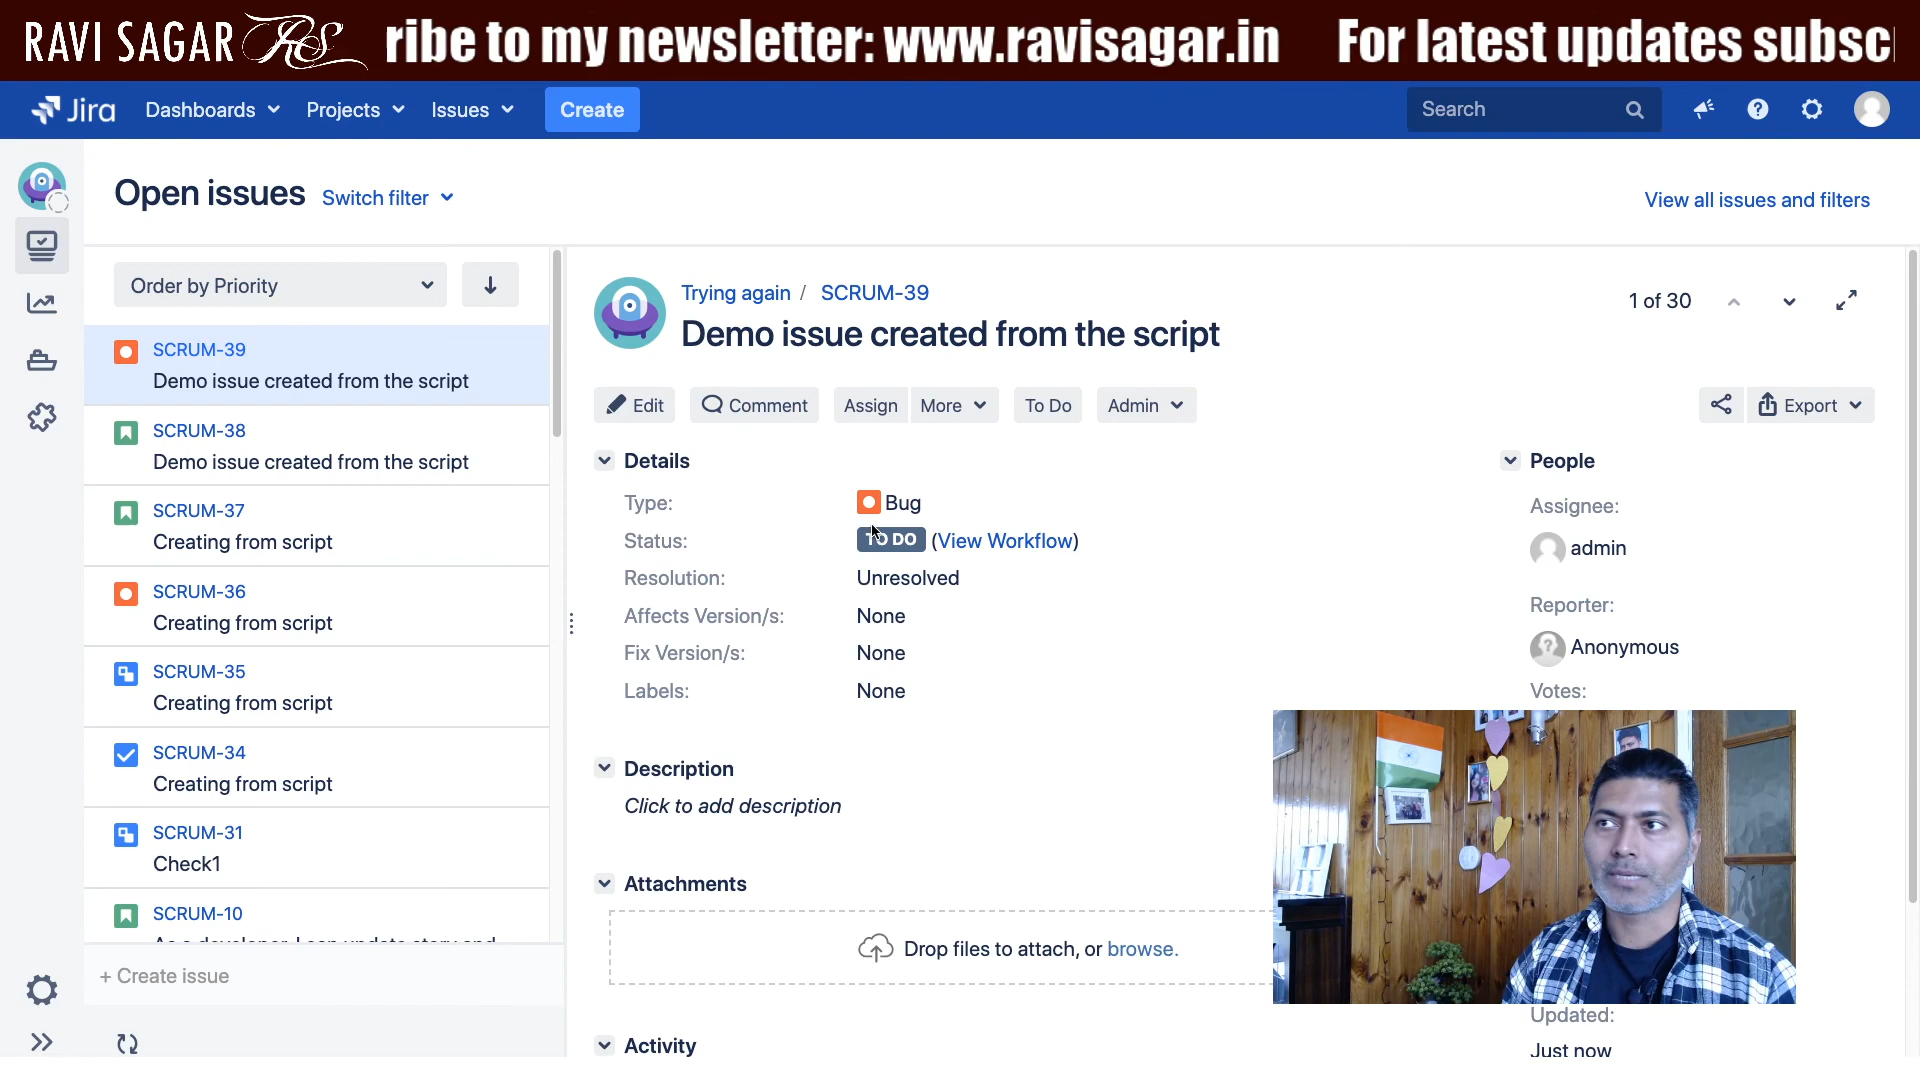 RAVI SAGAR RS ribe to my newsletter: www.ravisagar.in For latest updates subsc
Jira Dashboards Projects Issues Create Search
Open issues Switch filter
View all issues and filters
Order by Priority
SCRUM-39
Demo issue created from the script
SCRUM-38
Demo issue created from the script
SCRUM-37
Creating from script
SCRUM-36
Creating from script
SCRUM-35
Creating from script
SCRUM-34
Creating from script
SCRUM-31
Check1
SCRUM-10
+ Create issue
Trying again / SCRUM-39
1 of 30
Demo issue created from the script
Edit Comment Assign More To Do Admin Export
Details
Type: Bug
Status: TO DO (View Workflow)
Resolution: Unresolved
Affects Version/s: None
Fix Version/s: None
Labels: None
Description
Click to add description
Attachments
Drop files to attach, or browse.
Activity
People
Assignee:
admin
Reporter:
Anonymous
Votes:
Updated:
Just now